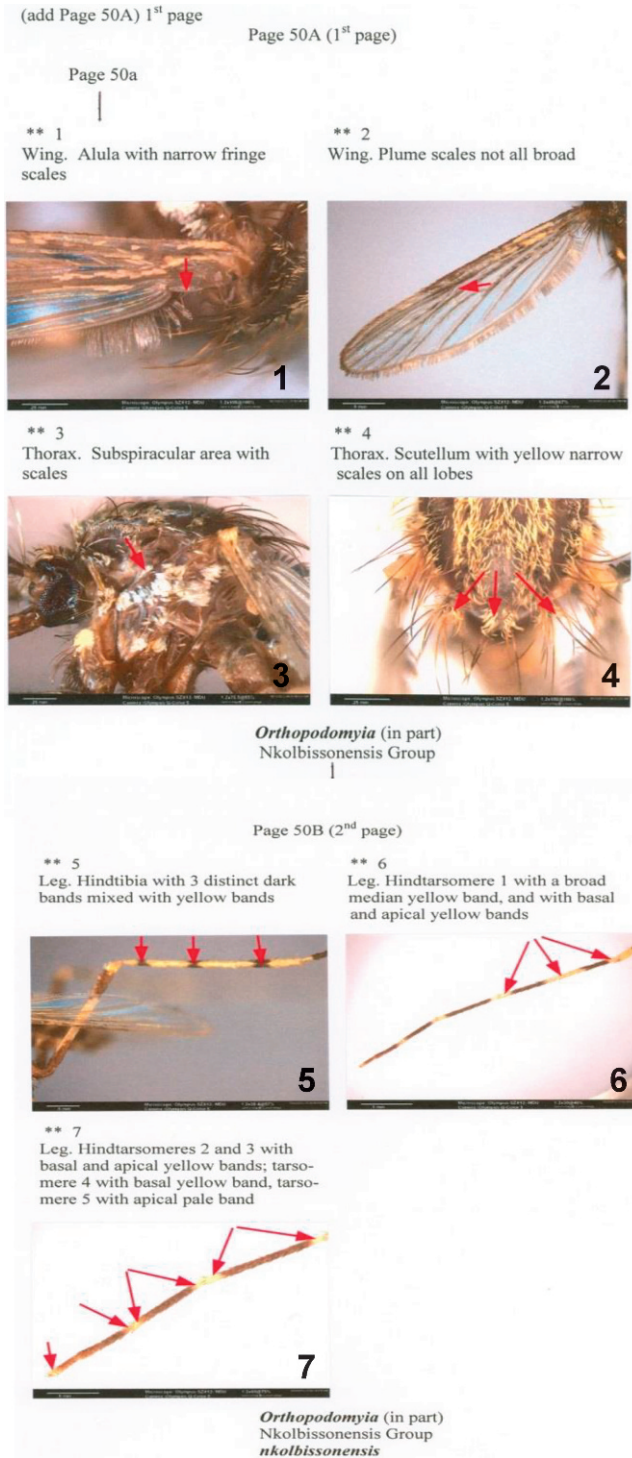 (add Page 50A) 1st page
Page 50A (1st page)
Page 50a
** 1
Wing. Alula with narrow fringe
scales
** 2
Wing. Plume scales not all broad
1
2
** 3
Thorax. Subspiracular area with
scales
** 4
Thorax. Scutellum with yellow narrow
scales on all lobes
3
4
Orthopodomyia (in part)
Nkolbissonensis Group
Page 50B (2nd page)
** 5
Leg. Hindtibia with 3 distinct dark
bands mixed with yellow bands
** 6
Leg. Hindtarsomere 1 with a broad
median yellow band, and with basal
and apical yellow bands
5
6
** 7
Leg. Hindtarsomeres 2 and 3 with
basal and apical yellow bands; tarso-
mere 4 with basal yellow band, tarso-
mere 5 with apical pale band
7
Orthopodomyia (in part)
Nkolbissonensis Group
nkolbissonensis